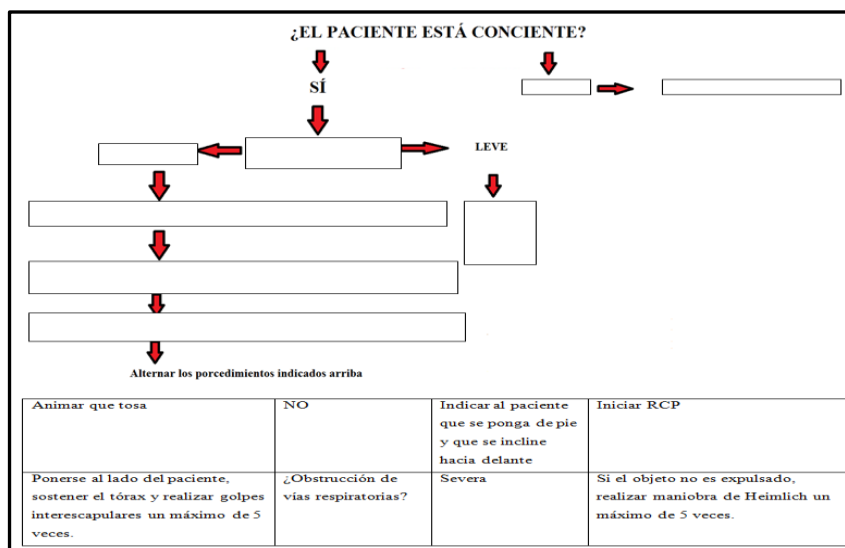 ¿EL PACIENTE ESTÁ CONCIENTE?
SÍ
LEVE
Alternar los porcedimientos indicados arriba
Animar que tosa
NO
Indicar al paciente
que se ponga de pie
y que se incline
hacia delante
Iniciar RCP
Ponerse al lado del paciente,
sostener el tórax y realizar golpes
interescapulares un máximo de 5
veces.
¿Obstrucción de
vías respiratorias?
Severa
Si el objeto no es expulsado,
realizar maniobra de Heimlich un
máximo de 5 veces.